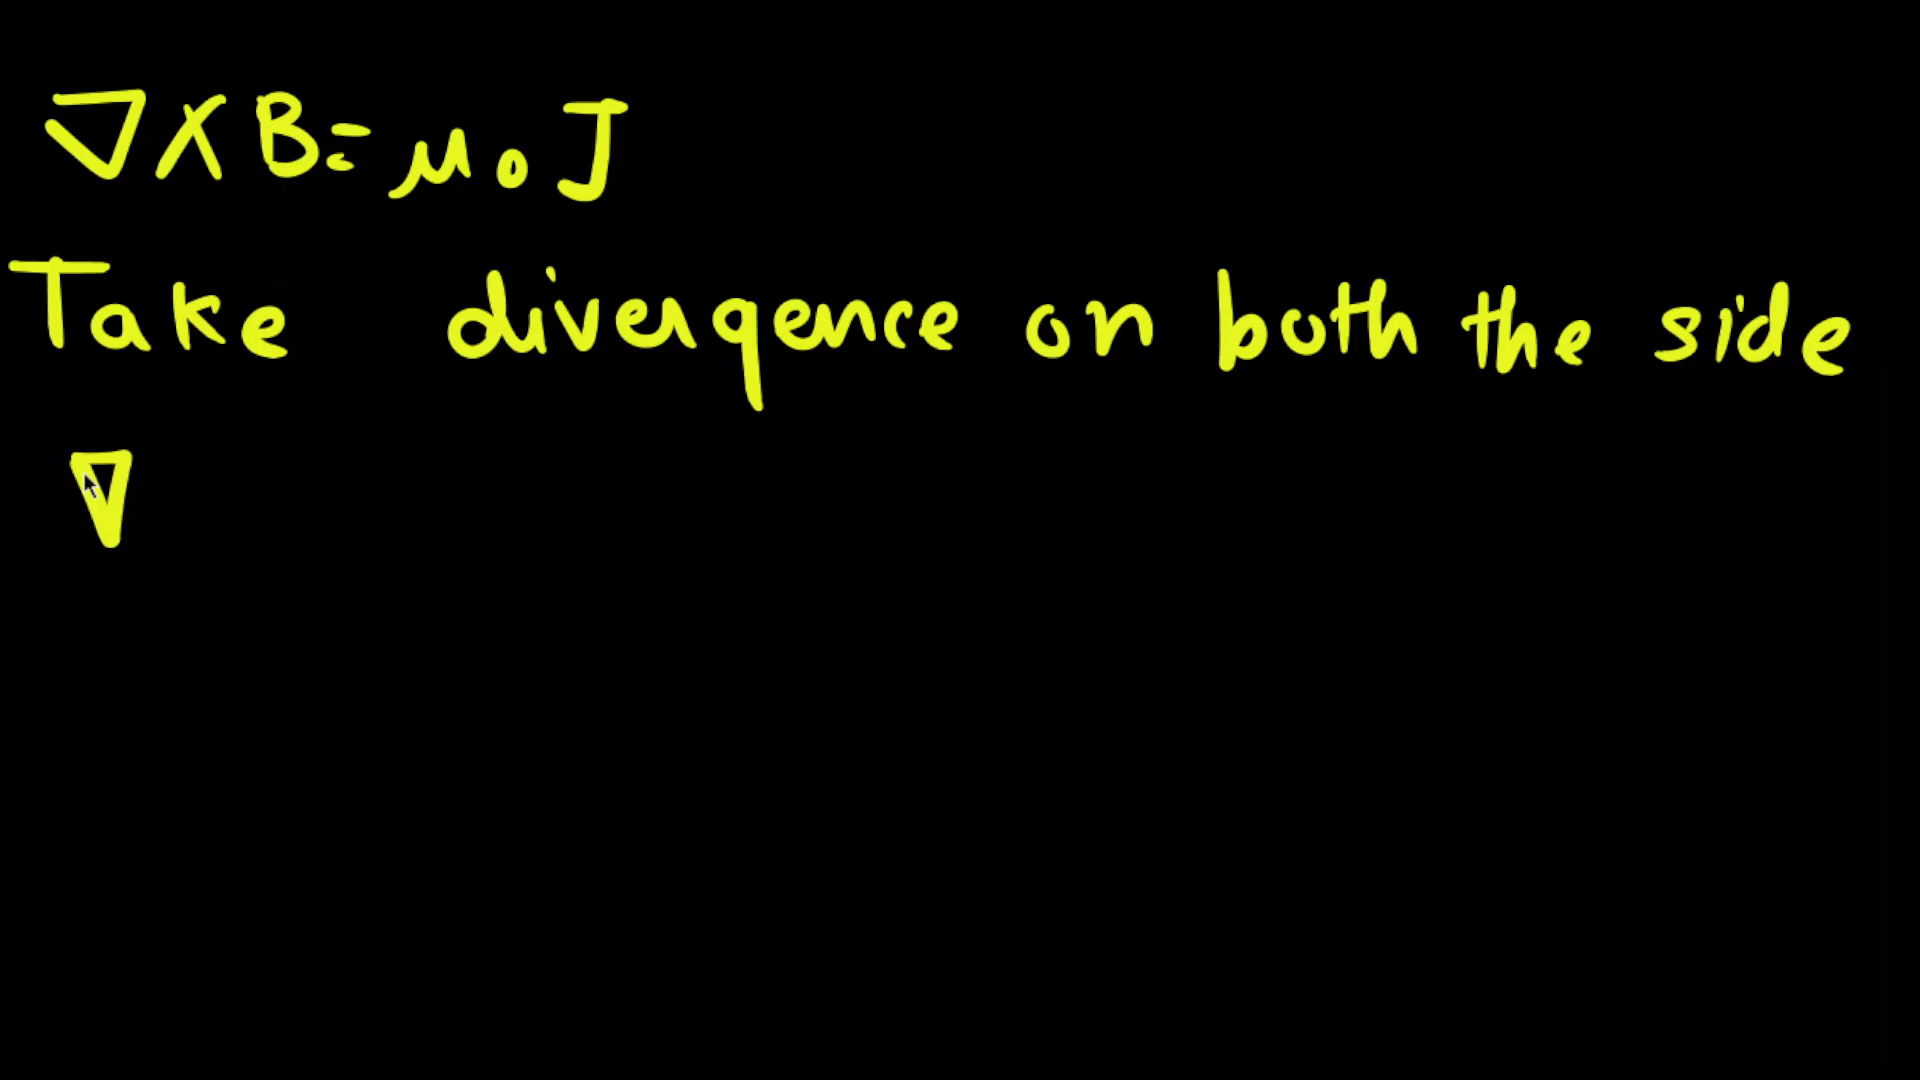 ∇ X B = μ₀ J
Take divergence on both the side
∇